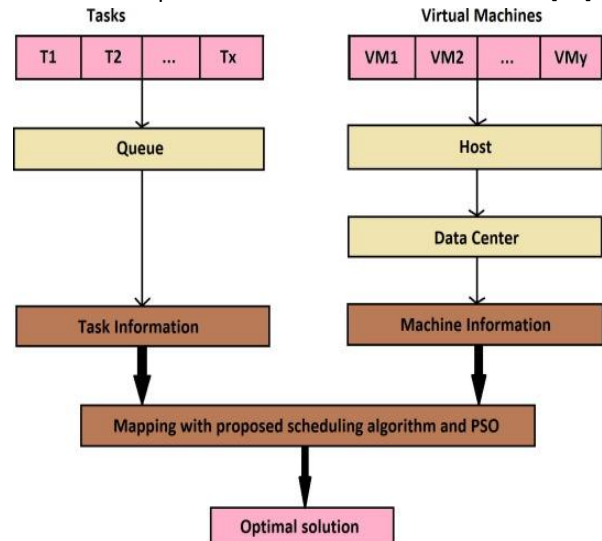 Tasks
Virtual Machines
T1 T2 ... Tx
VM1 VM2 ... VMy
Queue
Host
Data Center
Task Information
Machine Information
Mapping with proposed scheduling algorithm and PSO
Optimal solution